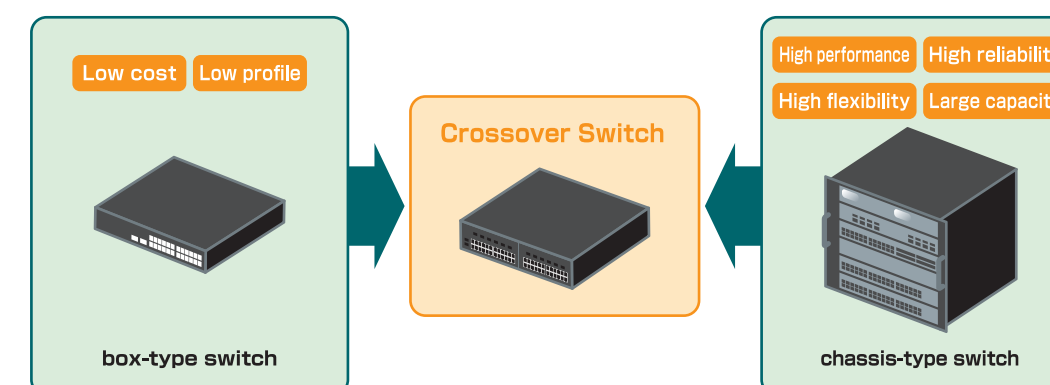 Low cost
Low profile
box-type switch
Crossover Switch
High performance
High reliabilit
High flexibility
Large capacit
chassis-type switch